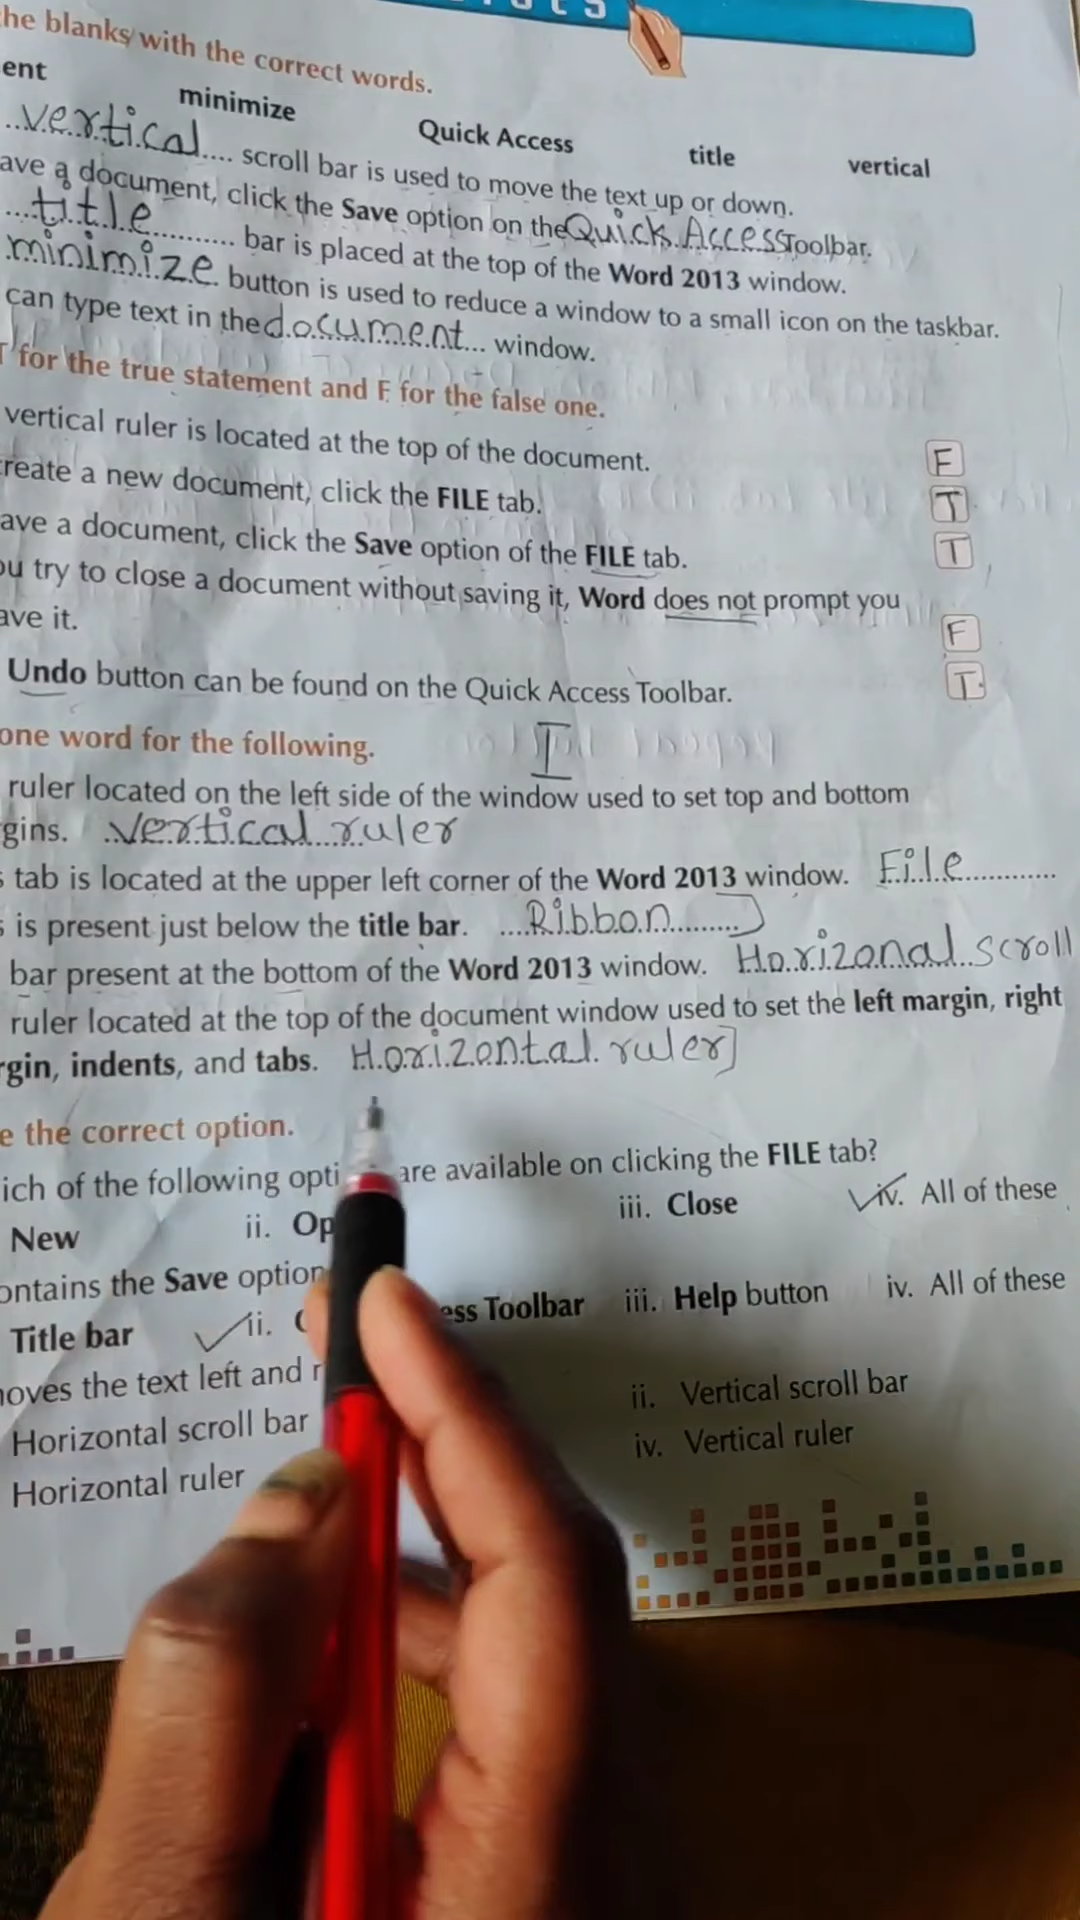 he blanks with the correct words.
ent minimize Quick Access title vertical
vertical scroll bar is used to move the text up or down.
ave a document, click the Save option on the Quick Access Toolbar.
title bar is placed at the top of the Word 2013 window.
minimize button is used to reduce a window to a small icon on the taskbar.
can type text in the document window.
T for the true statement and F for the false one.
vertical ruler is located at the top of the document. F
reate a new document, click the FILE tab. T
ave a document, click the Save option of the FILE tab. T
ou try to close a document without saving it, Word does not prompt you
ave it. F
Undo button can be found on the Quick Access Toolbar. T
one word for the following. I
ruler located on the left side of the window used to set top and bottom
gins. vertical ruler
s tab is located at the upper left corner of the Word 2013 window. File
s is present just below the title bar. Ribbon
bar present at the bottom of the Word 2013 window. Horizonal scroll
ruler located at the top of the document window used to set the left margin, right
rgin, indents, and tabs. Horizontal ruler
e the correct option.
ich of the following opti are available on clicking the FILE tab?
New ii. Op iii. Close iv. All of these
ontains the Save option
Title bar ii. ess Toolbar iii. Help button iv. All of these
noves the text left and r
Horizontal scroll bar ii. Vertical scroll bar
Horizontal ruler iv. Vertical ruler